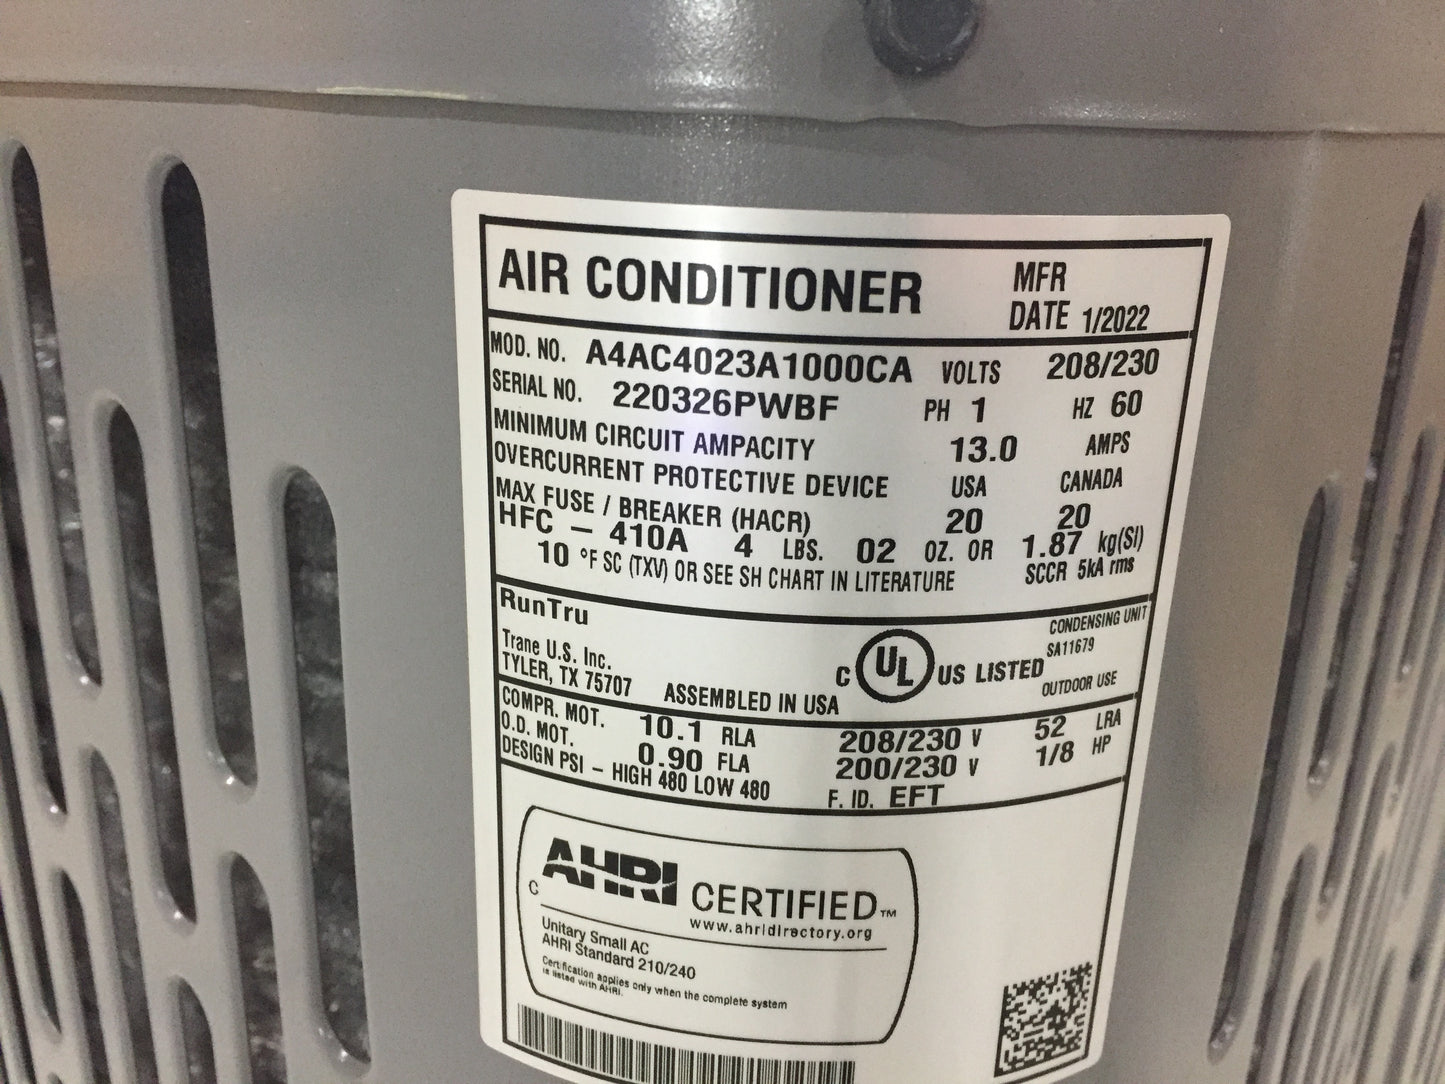 AIR CONDITIONER MFR
DATE 1/2022
MOD. NO. A4AC4023A1000CA VOLTS 208/230
SERIAL NO. 220326PWBF PH 1 HZ 60
MINIMUM CIRCUIT AMPACITY 13.0 AMPS
OVERCURRENT PROTECTIVE DEVICE USA CANADA
MAX FUSE / BREAKER (HACR) 20 20
HFC - 410A 4 LBS. 02 OZ. OR 1.87 kg(SI)
10 °F SC (TXV) OR SEE SH CHART IN LITERATURE SCCR 5kA rms
RunTru
Trane U.S. Inc.
TYLER, TX 75707 ASSEMBLED IN USA
C UL US LISTED
CONDENSING UNIT
SA11679
OUTDOOR USE
COMPR. MOT. 10.1 RLA 208/230 V 52 LRA
O.D. MOT. 0.90 FLA 200/230 V 1/8 HP
DESIGN PSI - HIGH 480 LOW 480 F. ID. EFT
C AHRI CERTIFIED™
www.ahridirectory.org
Unitary Small AC
AHRI Standard 210/240
Certification applies only when the complete system
is listed with AHRI.